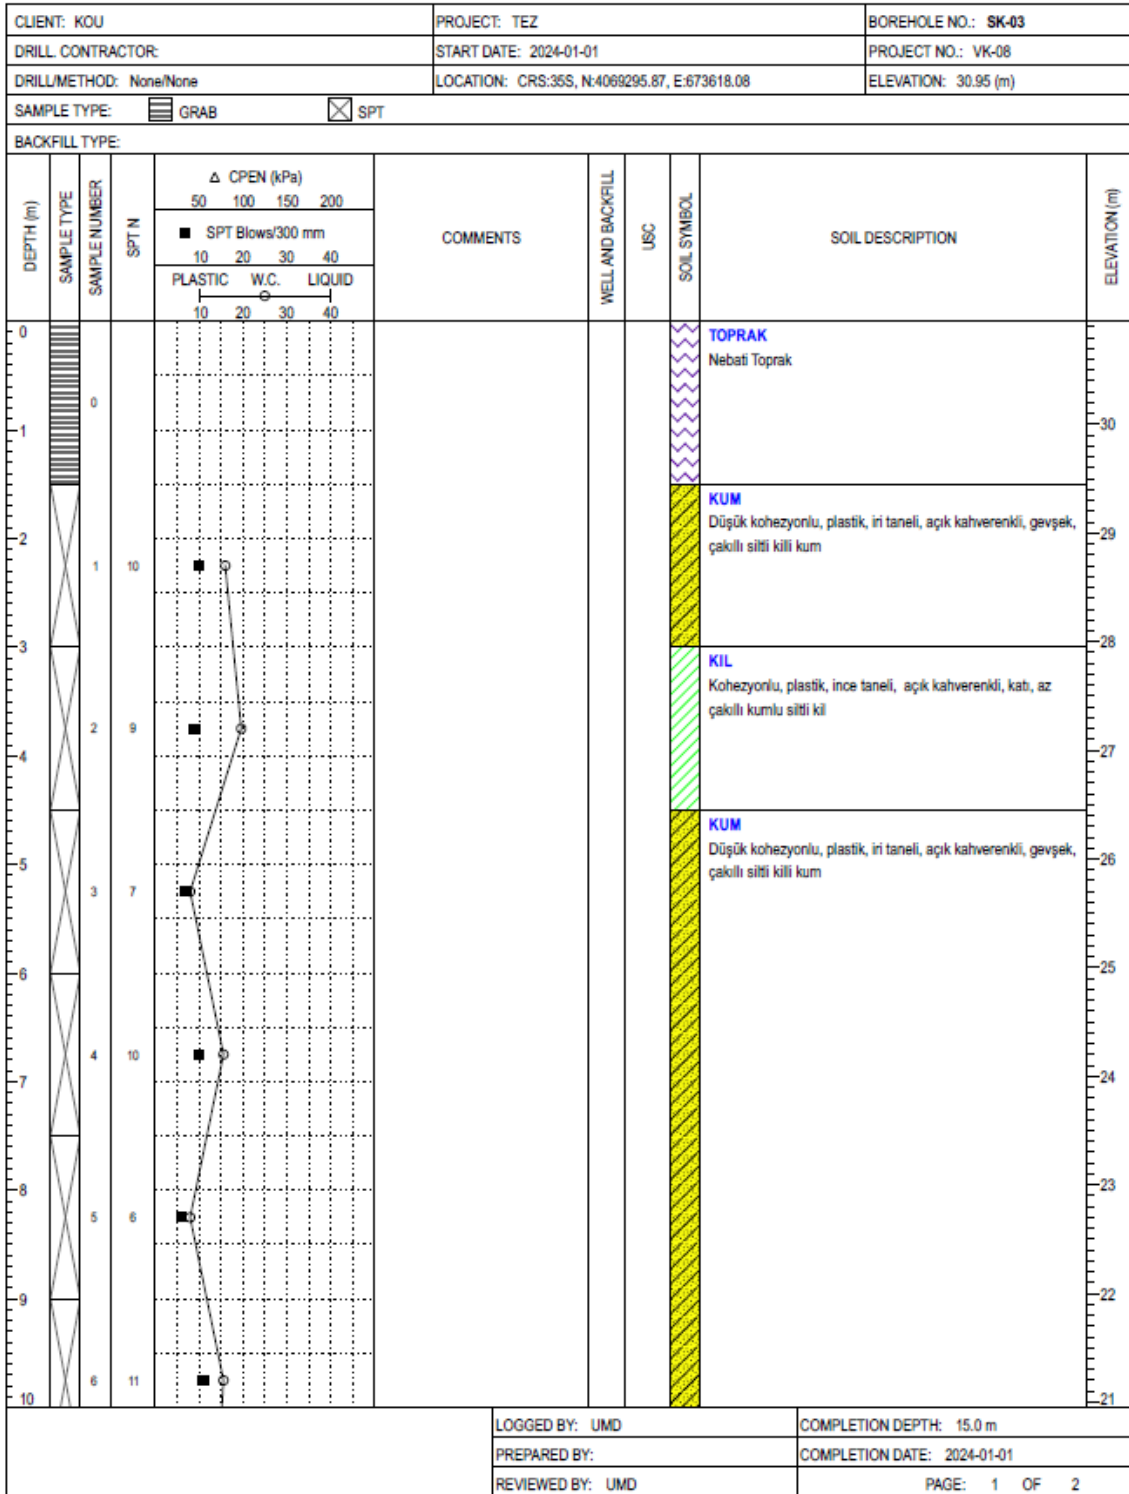 CLIENT: KOU
PROJECT: TEZ
BOREHOLE NO.: SK-03
DRILL. CONTRACTOR:
START DATE: 2024-01-01
PROJECT NO.: VK-08
DRILL/METHOD: None/None
LOCATION: CRS:35S, N:4069295.87, E:673618.08
ELEVATION: 30.95 (m)
SAMPLE TYPE: GRAB SPT
BACKFILL TYPE:
DEPTH (m)
SAMPLE TYPE
SAMPLE NUMBER
SPT N
Δ CPEN (kPa)
50 100 150 200
■ SPT Blows/300 mm
10 20 30 40
PLASTIC W.C. LIQUID
10 20 30 40
COMMENTS
WELL AND BACKFILL
USC
SOIL SYMBOL
SOIL DESCRIPTION
ELEVATION (m)
0
TOPRAK
Nebati Toprak
0
1
30
KUM
Düşük kohezyonlu, plastik, iri taneli, açık kahverenkli, gevşek,
çakıllı siltli killi kum
2
29
1 10
3
28
KIL
Kohezyonlu, plastik, ince taneli, açık kahverenkli, katı, az
çakıllı kumlu siltli kil
2 9
4
27
KUM
Düşük kohezyonlu, plastik, iri taneli, açık kahverenkli, gevşek,
çakıllı siltli killi kum
5
26
3 7
6
25
4 10
7
24
8
23
5 6
9
22
6 11
10
21
LOGGED BY: UMD
COMPLETION DEPTH: 15.0 m
PREPARED BY:
COMPLETION DATE: 2024-01-01
REVIEWED BY: UMD
PAGE: 1 OF 2